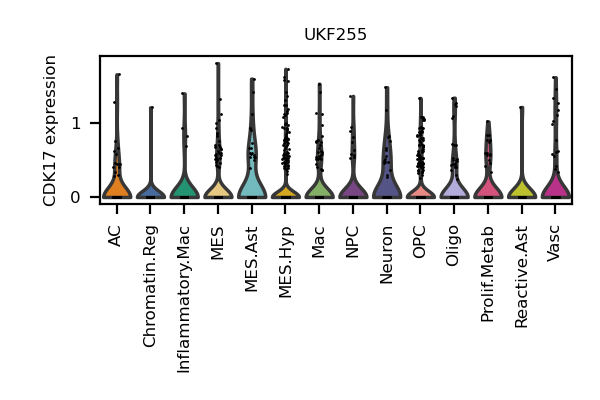 UKF255
CDK17 expression
1
0
AC
Chromatin.Reg
Inflammatory.Mac
MES
MES.Ast
MES.Hyp
Mac
NPC
Neuron
OPC
Oligo
Prolif.Metab
Reactive.Ast
Vasc